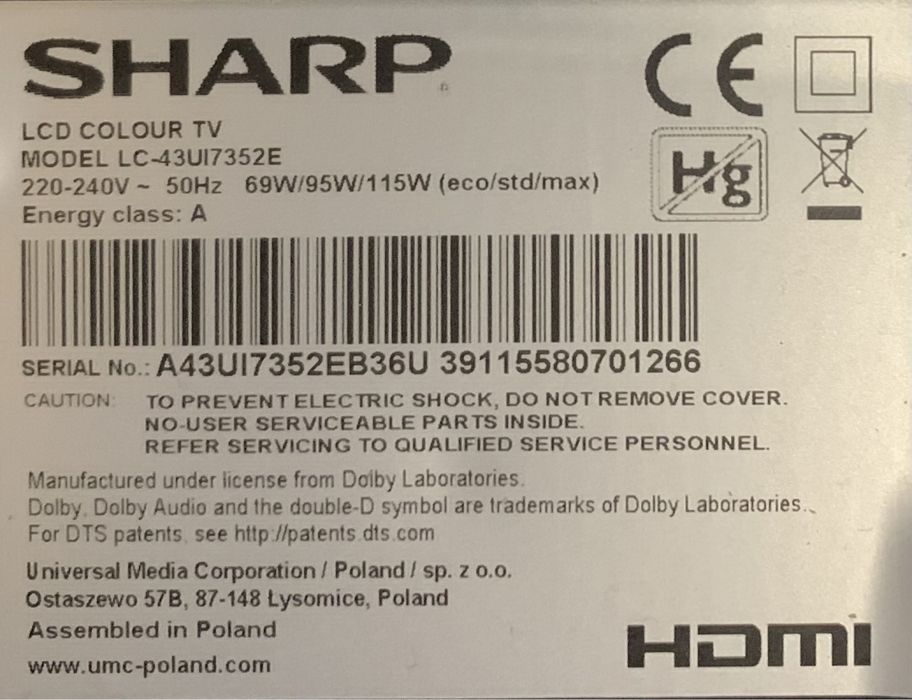 SHARP
LCD COLOUR TV
MODEL LC-43UI7352E
220-240V ~ 50Hz 69W/95W/115W (eco/std/max)
Energy class: A
CE
Hg
SERIAL No.: A43UI7352EB36U 39115580701266
CAUTION: TO PREVENT ELECTRIC SHOCK, DO NOT REMOVE COVER.
NO-USER SERVICEABLE PARTS INSIDE.
REFER SERVICING TO QUALIFIED SERVICE PERSONNEL.
Manufactured under license from Dolby Laboratories.
Dolby, Dolby Audio and the double-D symbol are trademarks of Dolby Laboratories.
For DTS patents, see http://patents.dts.com
Universal Media Corporation / Poland / sp. z o.o.
Ostaszewo 57B, 87-148 Łysomice, Poland
Assembled in Poland
www.umc-poland.com
HDMI